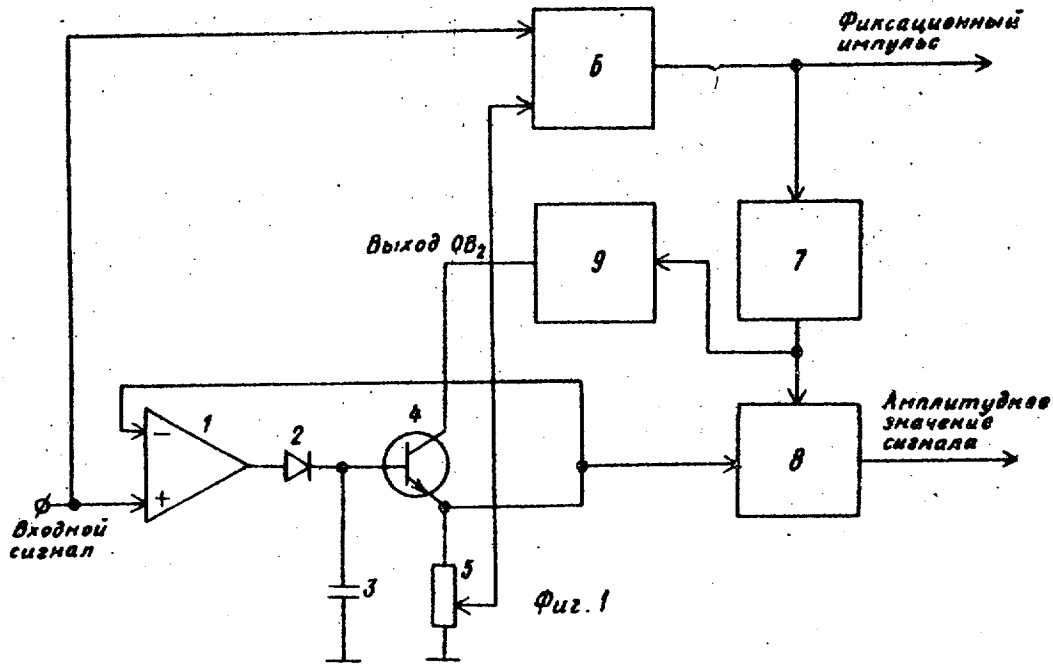 Фиксационный
импульс
б
9
7
Выход ОВ₂
Амплитудное
значение
сигнала
8
1
2
4
−
+
Входной
сигнал
3
5
Фиг. 1